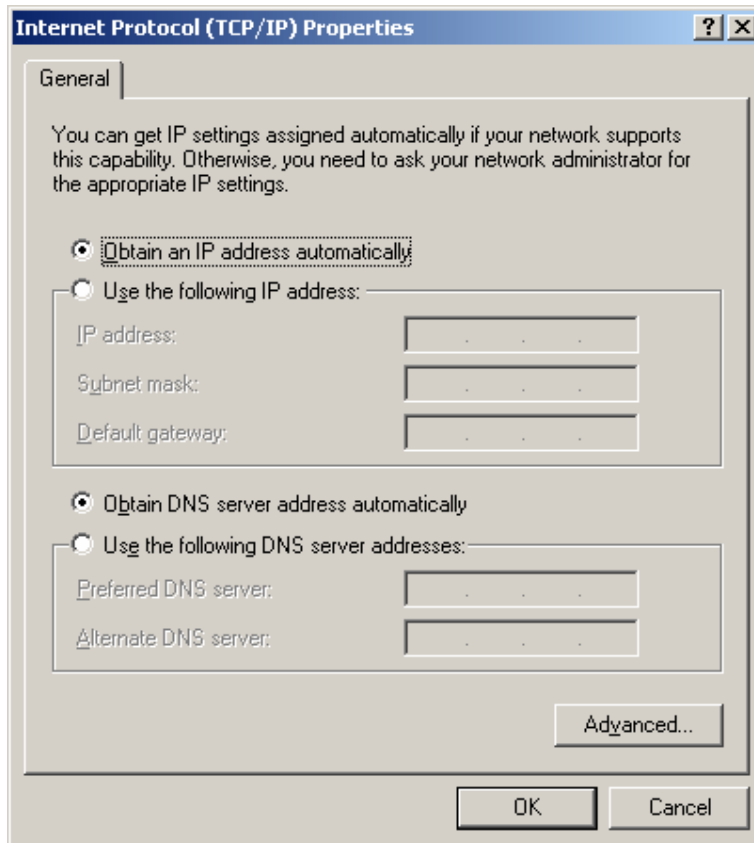 Internet Protocol (TCP/IP) Properties
General
You can get IP settings assigned automatically if your network supports
this capability. Otherwise, you need to ask your network administrator for
the appropriate IP settings.
Obtain an IP address automatically
Use the following IP address:
IP address:
Subnet mask:
Default gateway:
Obtain DNS server address automatically
Use the following DNS server addresses:
Preferred DNS server:
Alternate DNS server:
Advanced...
OK Cancel